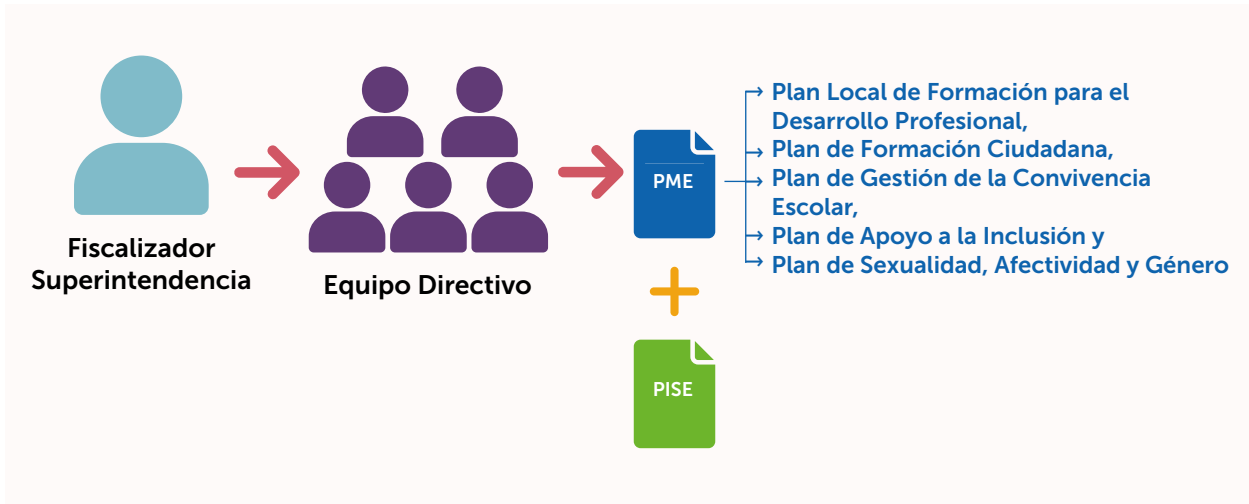 Fiscalizador
Superintendencia
Equipo Directivo
PME
Plan Local de Formación para el
Desarrollo Profesional,
Plan de Formación Ciudadana,
Plan de Gestión de la Convivencia
Escolar,
Plan de Apoyo a la Inclusión y
Plan de Sexualidad, Afectividad y Género
PISE